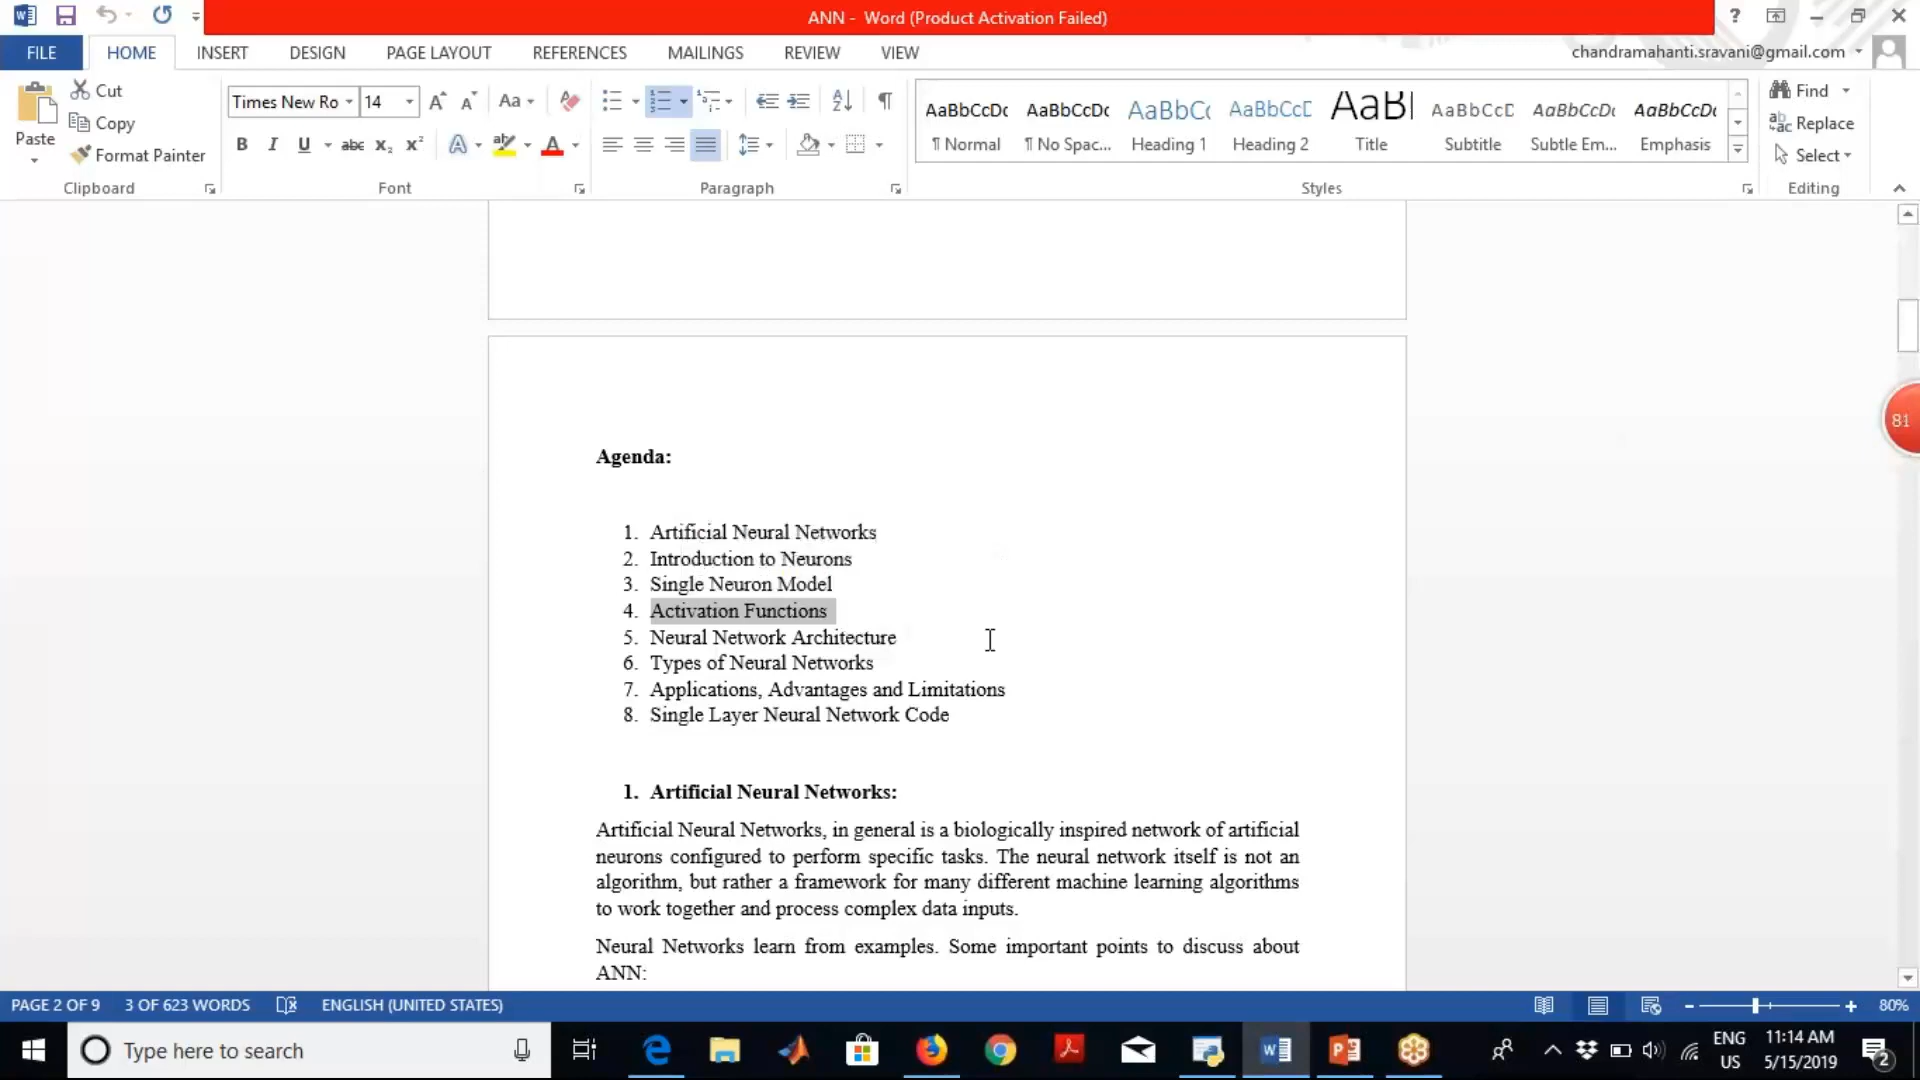 ANN - Word (Product Activation Failed)
FILE HOME INSERT DESIGN PAGE LAYOUT REFERENCES MAILINGS REVIEW VIEW chandramahanti.sravani@gmail.com
Paste
Cut
Copy
Format Painter
Clipboard
Times New Ro 14
Font
Paragraph
AaBbCcDc AaBbCcDc AaBbC AaBbCcD AaB AaBbCcD AaBbCcDc AaBbCcDc
¶ Normal ¶ No Spac... Heading 1 Heading 2 Title Subtitle Subtle Em... Emphasis
Styles
Find
Replace
Select
Editing
81
Agenda:
1. Artificial Neural Networks
2. Introduction to Neurons
3. Single Neuron Model
4. Activation Functions
5. Neural Network Architecture
6. Types of Neural Networks
7. Applications, Advantages and Limitations
8. Single Layer Neural Network Code
1. Artificial Neural Networks:
Artificial Neural Networks, in general is a biologically inspired network of artificial
neurons configured to perform specific tasks. The neural network itself is not an
algorithm, but rather a framework for many different machine learning algorithms
to work together and process complex data inputs.
Neural Networks learn from examples. Some important points to discuss about
ANN:
PAGE 2 OF 9 3 OF 623 WORDS ENGLISH (UNITED STATES) 80%
Type here to search
ENG
US
11:14 AM
5/15/2019
2